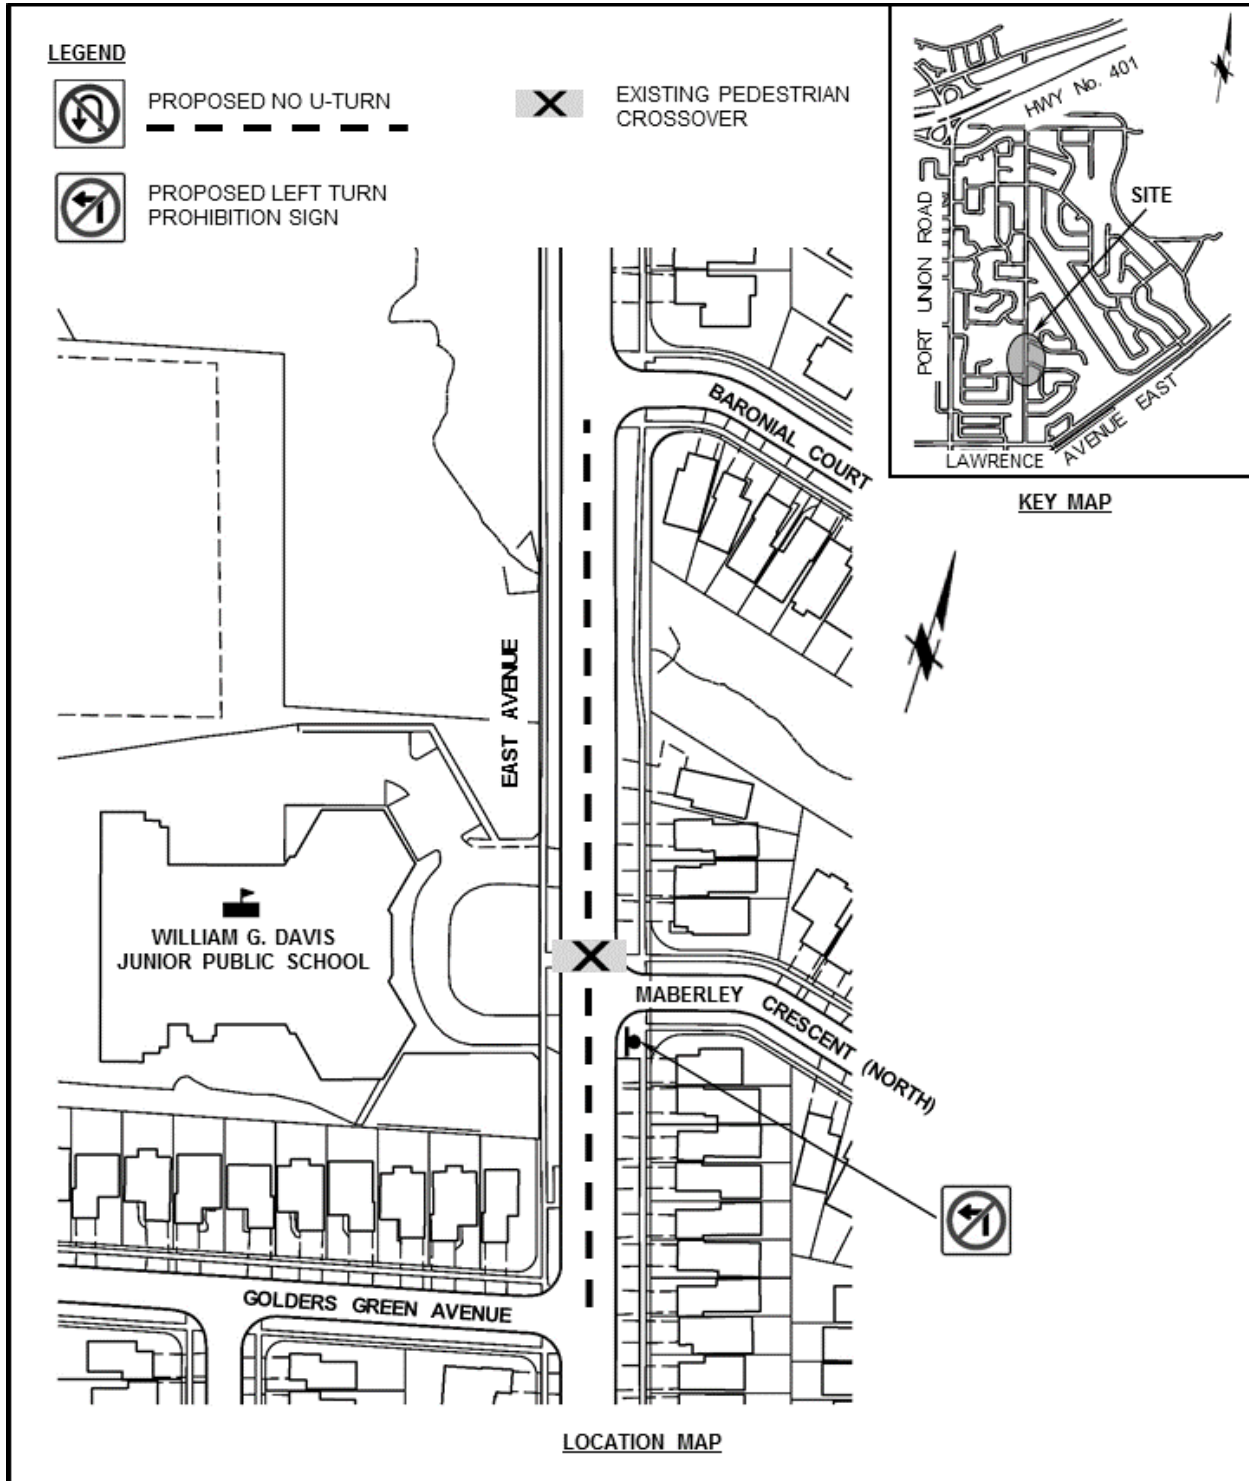 LEGEND
PROPOSED NO U-TURN
PROPOSED LEFT TURN
PROHIBITION SIGN
EXISTING PEDESTRIAN
CROSSOVER
HWY No. 401
PORT UNION ROAD
SITE
LAWRENCE AVENUE EAST
KEY MAP
BARONIAL COURT
EAST AVENUE
WILLIAM G. DAVIS
JUNIOR PUBLIC SCHOOL
MABERLEY CRESCENT (NORTH)
GOLDERS GREEN AVENUE
LOCATION MAP